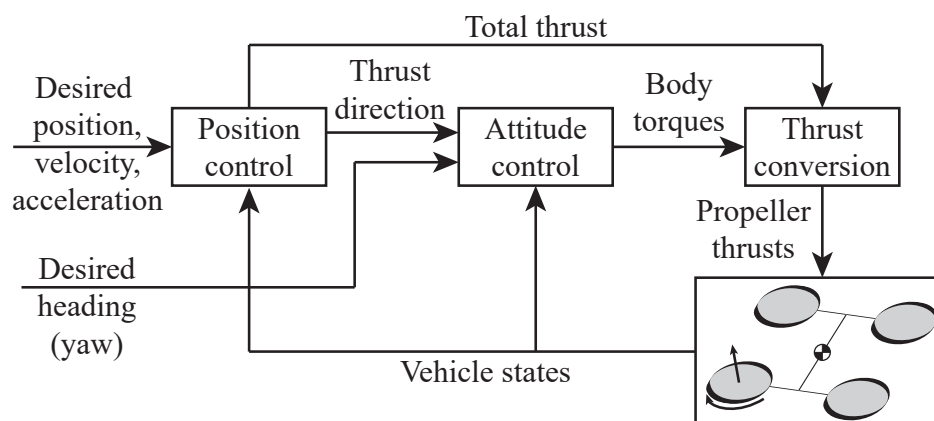 Total thrust
Desired
position,
velocity,
acceleration
Position
control
Thrust
direction
Attitude
control
Body
torques
Thrust
conversion
Propeller
thrusts
Desired
heading
(yaw)
Vehicle states